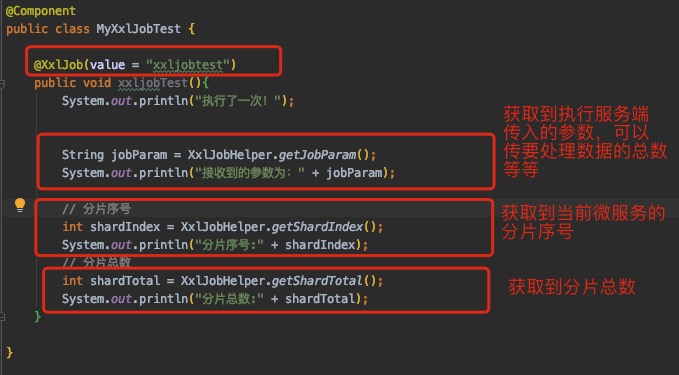 @Component
public class MyXxlJobTest {
@XxlJob(value = "xxljobtest")
public void xxljobTest(){
System.out.println("执行了一次！");
String jobParam = XxlJobHelper.getJobParam();
System.out.println("接收到的参数为：" + jobParam);
获取到执行服务端
传入的参数，可以
传要处理数据的总数
等等
// 分片序号
int shardIndex = XxlJobHelper.getShardIndex();
System.out.println("分片序号:" + shardIndex);
获取到当前微服务的
分片序号
// 分片总数
int shardTotal = XxlJobHelper.getShardTotal();
System.out.println("分片总数:" + shardTotal);
获取到分片总数
}
}